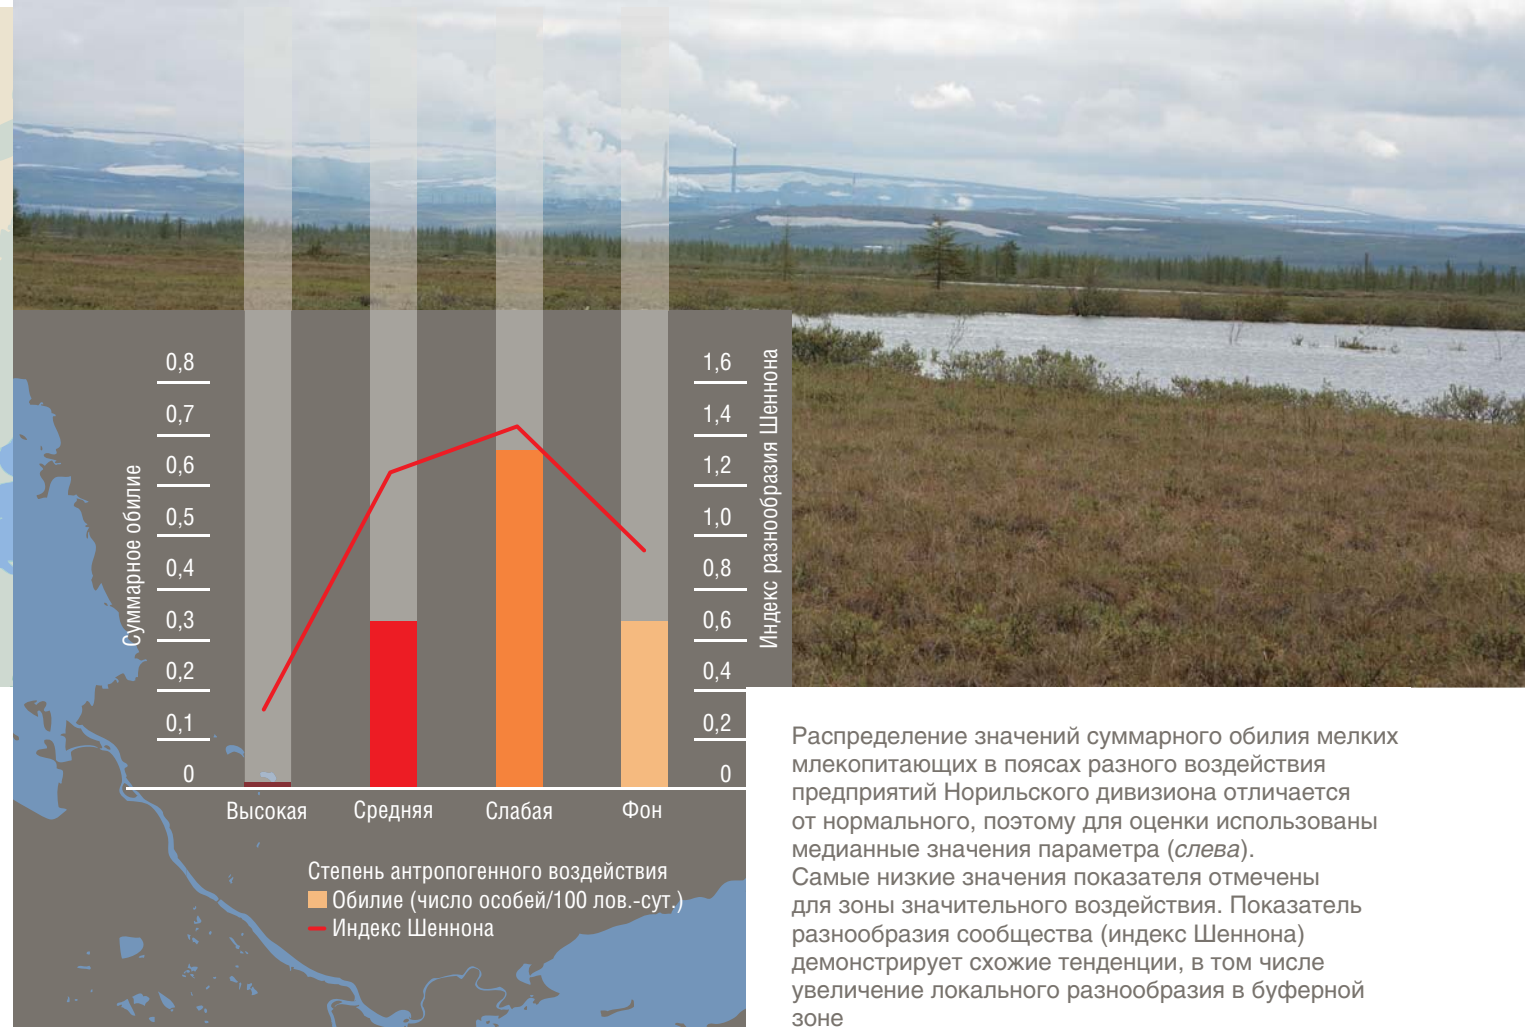 0,8
0,7
0,6
0,5
0,4
0,3
0,2
0,1
0
Суммарное обилие
1,6
1,4
1,2
1,0
0,8
0,6
0,4
0,2
0
Индекс разнообразия Шеннона
Высокая Средняя Слабая Фон
Степень антропогенного воздействия
Обилие (число особей/100 лов.-сут.)
Индекс Шеннона
Распределение значений суммарного обилия мелких
млекопитающих в поясах разного воздействия
предприятий Норильского дивизиона отличается
от нормального, поэтому для оценки использованы
медианные значения параметра (слева).
Самые низкие значения показателя отмечены
для зоны значительного воздействия. Показатель
разнообразия сообщества (индекс Шеннона)
демонстрирует схожие тенденции, в том числе
увеличение локального разнообразия в буферной
зоне